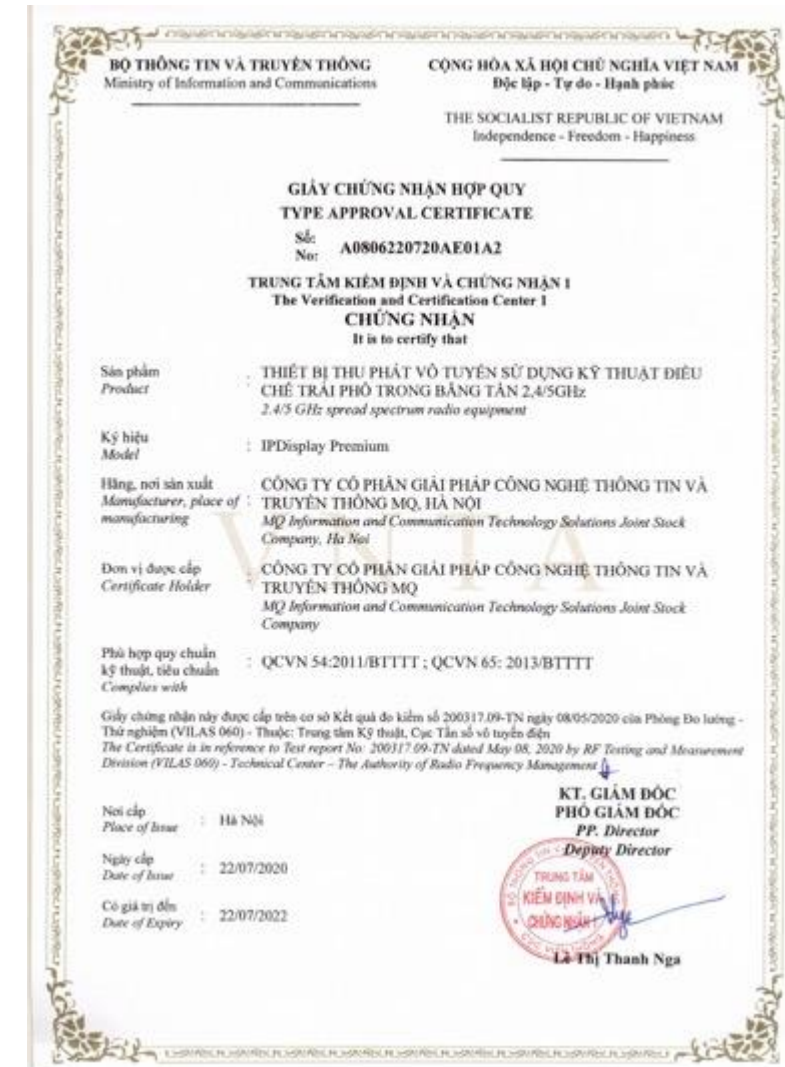 BỘ THÔNG TIN VÀ TRUYỀN THÔNG
Ministry of Information and Communications
CỘNG HÒA XÃ HỘI CHỦ NGHĨA VIỆT NAM
Độc lập - Tự do - Hạnh phúc
THE SOCIALIST REPUBLIC OF VIETNAM
Independence - Freedom - Happiness
GIẤY CHỨNG NHẬN HỢP QUY
TYPE APPROVAL CERTIFICATE
Số:
No: A0806220720AE01A2
TRUNG TÂM KIỂM ĐỊNH VÀ CHỨNG NHẬN 1
The Verification and Certification Center 1
CHỨNG NHẬN
It is to certify that
Sản phẩm
Product
: THIẾT BỊ THU PHÁT VÔ TUYẾN SỬ DỤNG KỸ THUẬT ĐIỀU
CHẾ TRẢI PHỔ TRONG BĂNG TẦN 2,4/5GHz
2.4/5 GHz spread spectrum radio equipment
Ký hiệu
Model
: IPDisplay Premium
Hãng, nơi sản xuất
Manufacturer, place of
manufacturing
: CÔNG TY CỔ PHẦN GIẢI PHÁP CÔNG NGHỆ THÔNG TIN VÀ
TRUYỀN THÔNG MQ, HÀ NỘI
MQ Information and Communication Technology Solutions Joint Stock
Company, Ha Noi
VNTA
Đơn vị được cấp
Certificate Holder
: CÔNG TY CỔ PHẦN GIẢI PHÁP CÔNG NGHỆ THÔNG TIN VÀ
TRUYỀN THÔNG MQ
MQ Information and Communication Technology Solutions Joint Stock
Company
Phù hợp quy chuẩn
kỹ thuật, tiêu chuẩn
Complies with
: QCVN 54:2011/BTTTT ; QCVN 65: 2013/BTTTT
Giấy chứng nhận này được cấp trên cơ sở Kết quả đo kiểm số 200317.09-TN ngày 08/05/2020 của Phòng Đo lường -
Thử nghiệm (VILAS 060) - Thuộc: Trung tâm Kỹ thuật, Cục Tần số vô tuyến điện
The Certificate is in reference to Test report No: 200317.09-TN dated May 08, 2020 by RF Testing and Measurement
Division (VILAS 060) - Technical Center – The Authority of Radio Frequency Management
KT. GIÁM ĐỐC
PHÓ GIÁM ĐỐC
PP. Director
Deputy Director
Nơi cấp
Place of Issue
: Hà Nội
Ngày cấp
Date of Issue
: 22/07/2020
Có giá trị đến
Date of Expiry
: 22/07/2022
TRUNG TÂM
KIỂM ĐỊNH VÀ
CHỨNG NHẬN 1
Lê Thị Thanh Nga